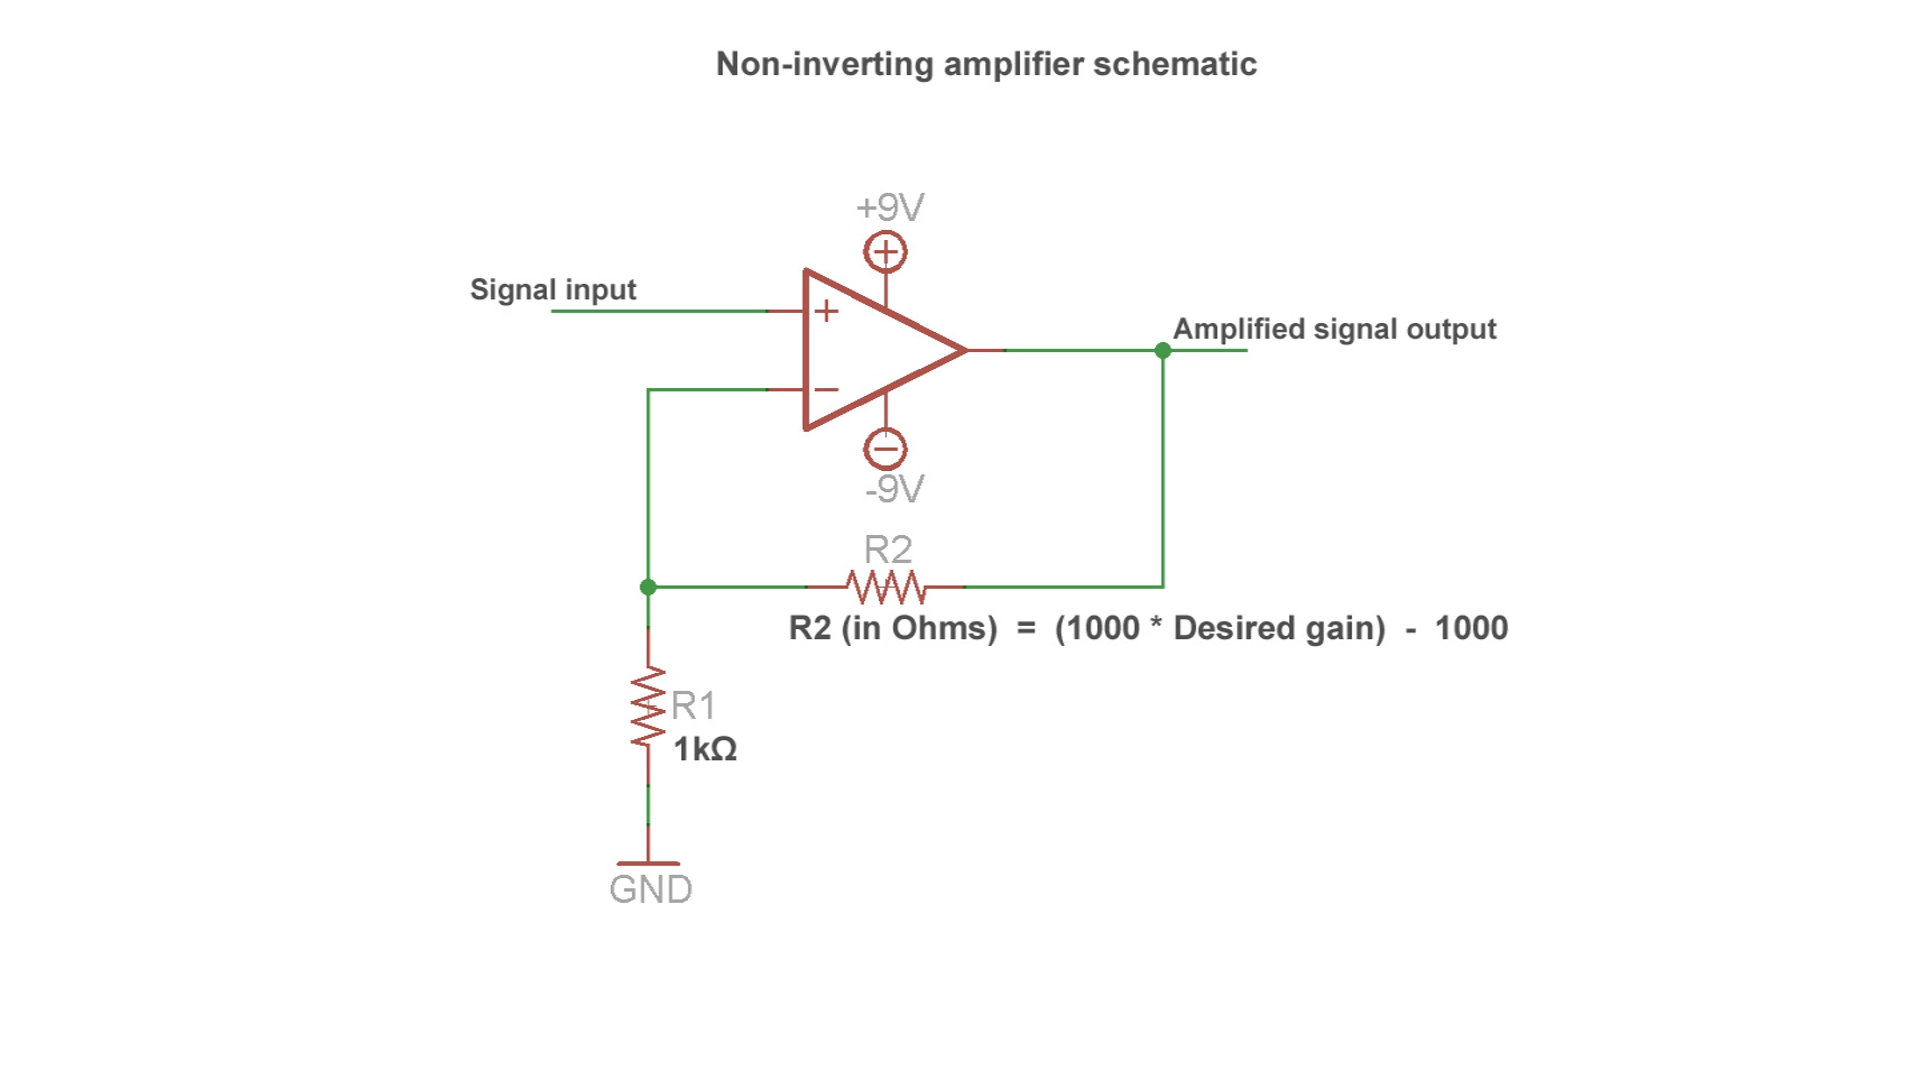 Non-inverting amplifier schematic
+9V
Signal input
Amplified signal output
-9V
R2
R2 (in Ohms) = (1000 * Desired gain) - 1000
R1
1kΩ
GND